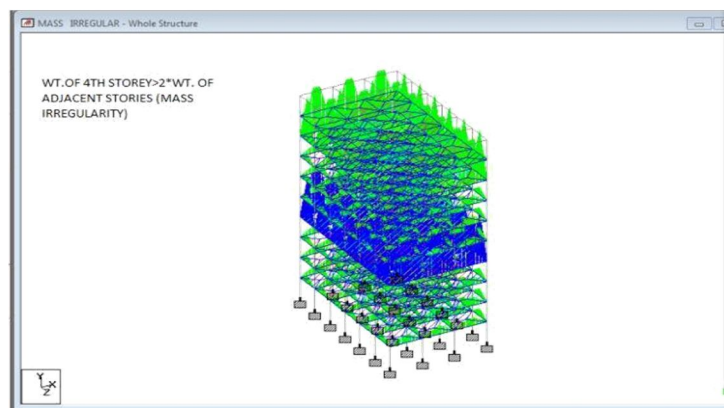 MASS IRREGULAR - Whole Structure
WT.OF 4TH STOREY>2*WT. OF
ADJACENT STORIES (MASS
IRREGULARITY)
Y
X
Z